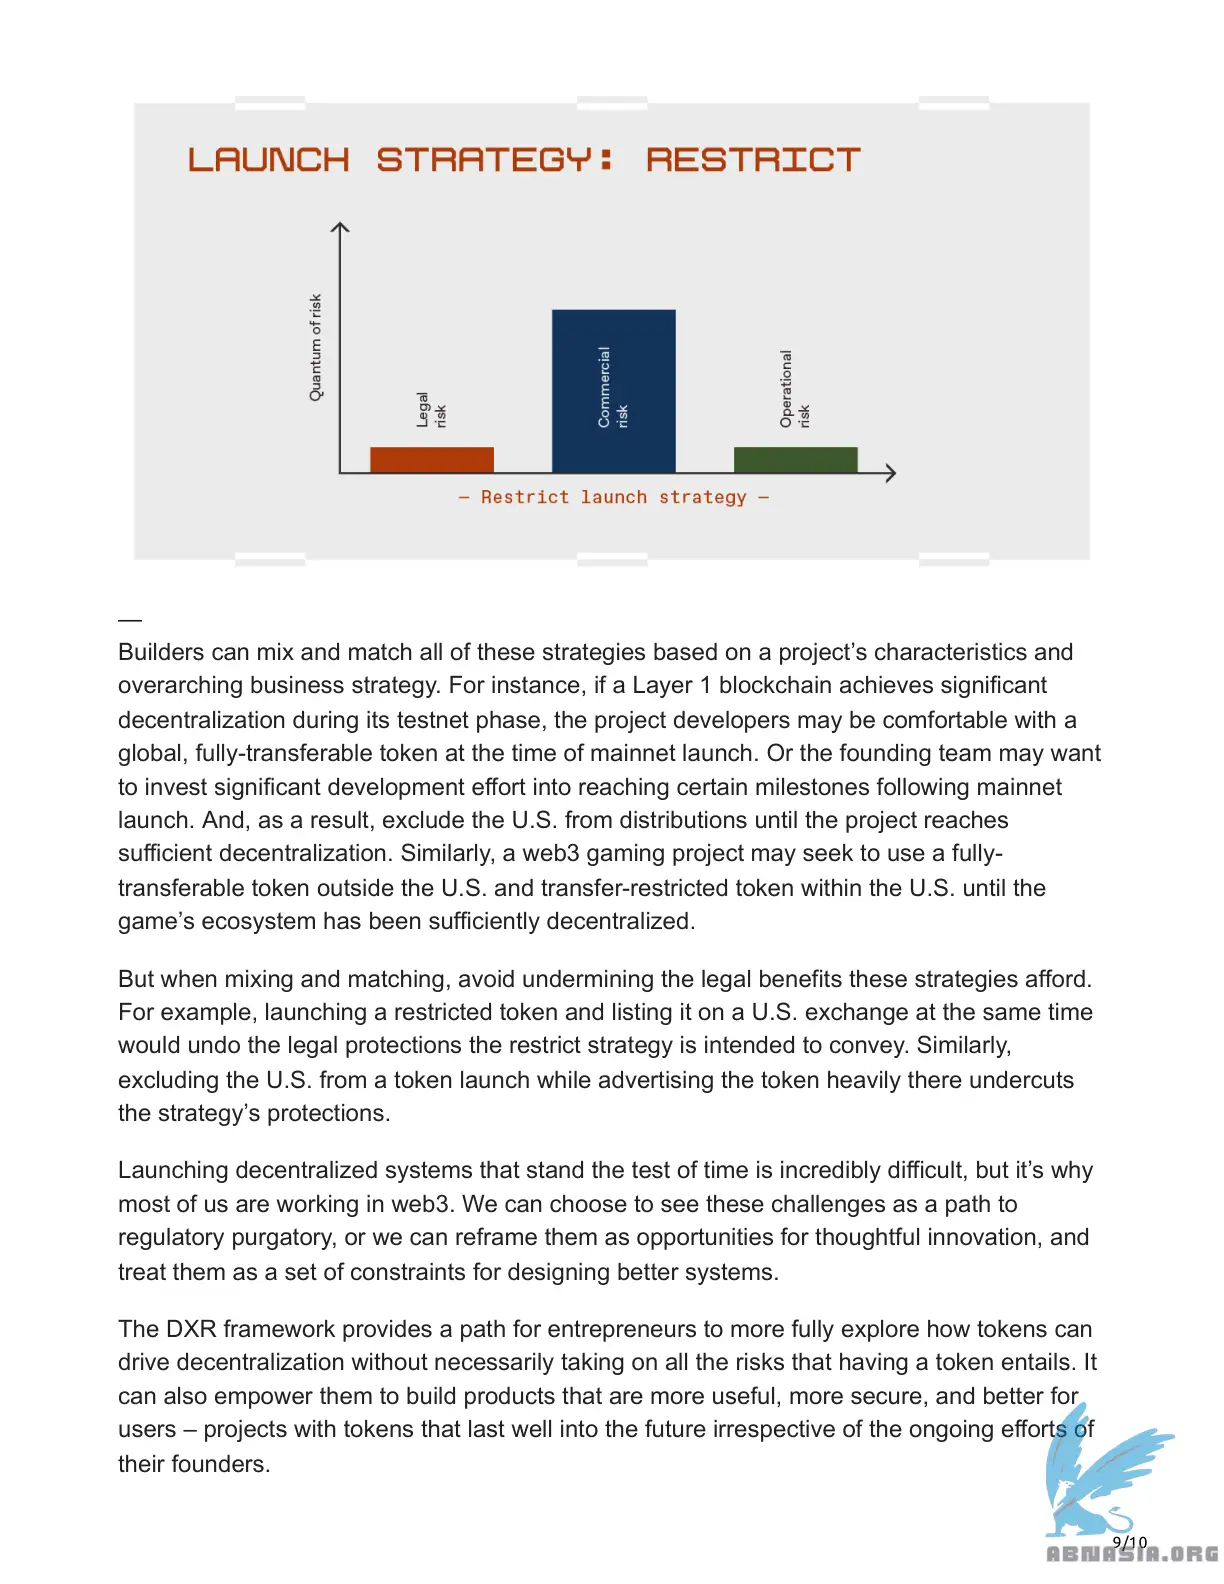 LAUNCH STRATEGY: RESTRICT
Quantum of risk
Legal
risk
Commercial
risk
Operational
risk
— Restrict launch strategy —
—
Builders can mix and match all of these strategies based on a project’s characteristics and
overarching business strategy. For instance, if a Layer 1 blockchain achieves significant
decentralization during its testnet phase, the project developers may be comfortable with a
global, fully-transferable token at the time of mainnet launch. Or the founding team may want
to invest significant development effort into reaching certain milestones following mainnet
launch. And, as a result, exclude the U.S. from distributions until the project reaches
sufficient decentralization. Similarly, a web3 gaming project may seek to use a fully-
transferable token outside the U.S. and transfer-restricted token within the U.S. until the
game’s ecosystem has been sufficiently decentralized.
But when mixing and matching, avoid undermining the legal benefits these strategies afford.
For example, launching a restricted token and listing it on a U.S. exchange at the same time
would undo the legal protections the restrict strategy is intended to convey. Similarly,
excluding the U.S. from a token launch while advertising the token heavily there undercuts
the strategy’s protections.
Launching decentralized systems that stand the test of time is incredibly difficult, but it’s why
most of us are working in web3. We can choose to see these challenges as a path to
regulatory purgatory, or we can reframe them as opportunities for thoughtful innovation, and
treat them as a set of constraints for designing better systems.
The DXR framework provides a path for entrepreneurs to more fully explore how tokens can
drive decentralization without necessarily taking on all the risks that having a token entails. It
can also empower them to build products that are more useful, more secure, and better for
users – projects with tokens that last well into the future irrespective of the ongoing efforts of
their founders.
9/10
ABNASIA.ORG